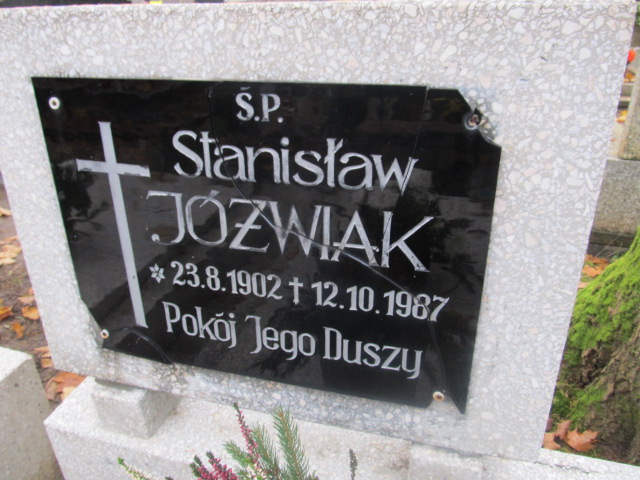 Ś.P.
Stanisław
JÓŹWIAK
* 23.8.1902 † 12.10.1987
Pokój Jego Duszy